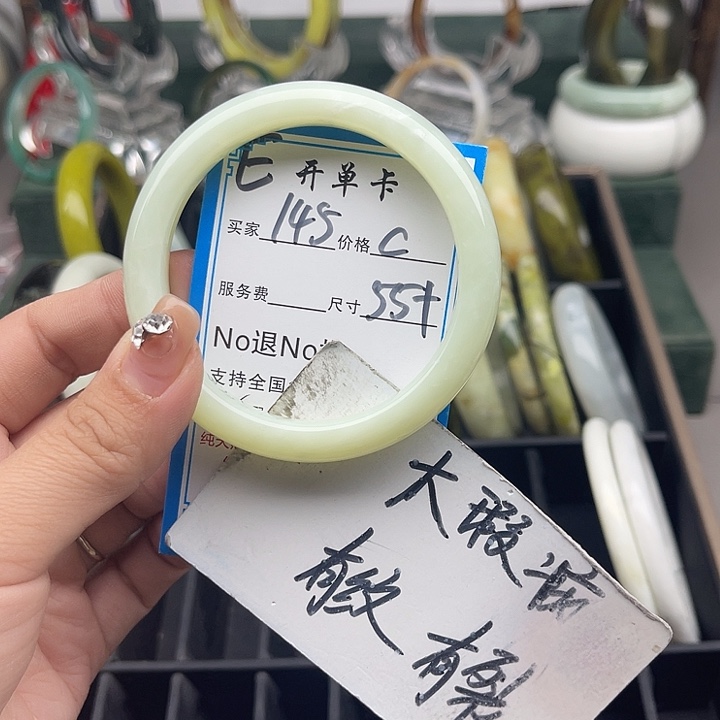 E 开单卡
买家 145 价格 C
服务费 尺寸 55+
No退No
支持全国
大瑕疵
有纹
有裂